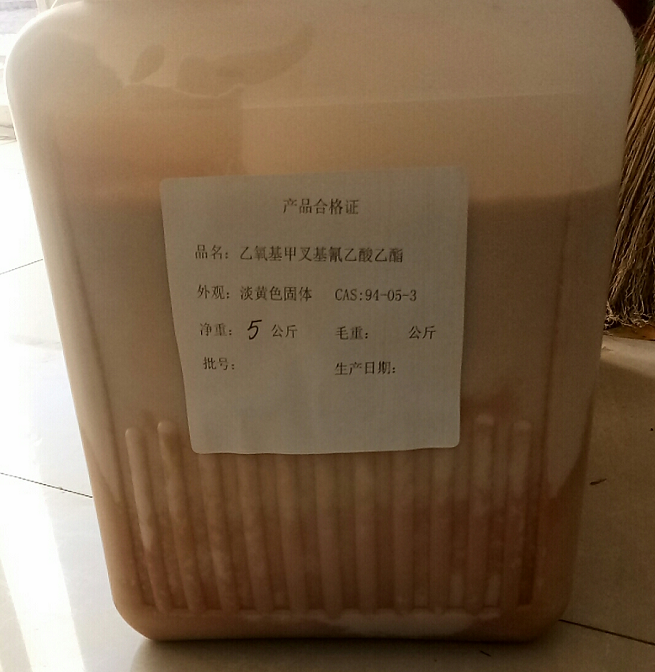 产品合格证
品名：乙氧基甲叉基氰乙酸乙酯
外观：淡黄色固体 CAS:94-05-3
净重：5 公斤 毛重： 公斤
批号： 生产日期：